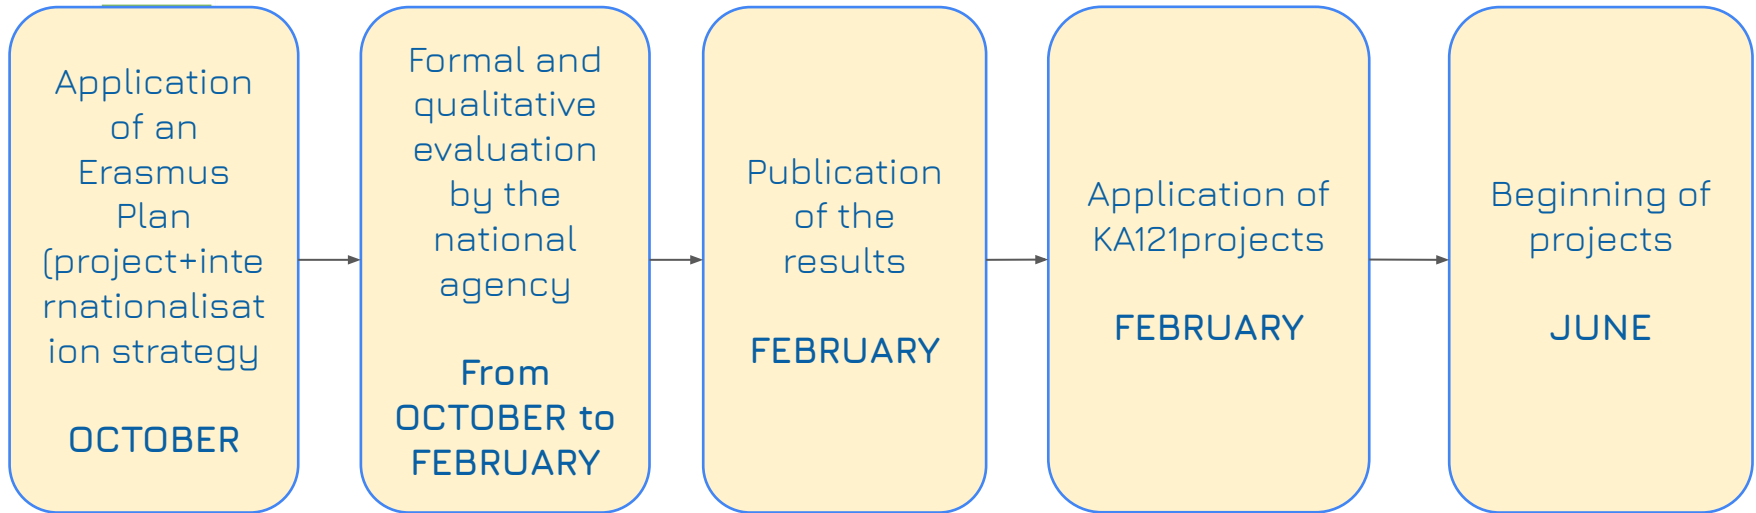 Application
of an
Erasmus
Plan
(project+inte
rnationalisat
ion strategy
OCTOBER
Formal and
qualitative
evaluation
by the
national
agency
From
OCTOBER to
FEBRUARY
Publication
of the
results
FEBRUARY
Application of
KA121projects
FEBRUARY
Beginning of
projects
JUNE